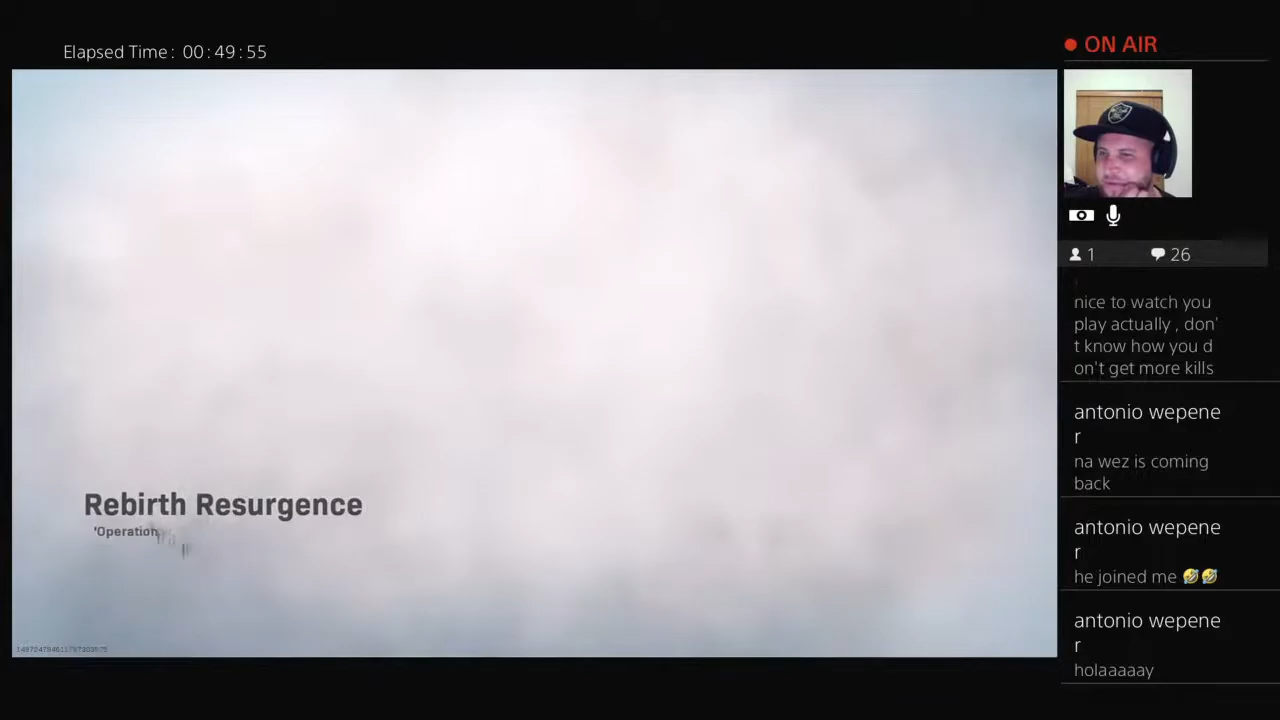 Elapsed Time: 00:49:55
ON AIR
1 26
nice to watch you
play actually , don'
t know how you d
on't get more kills
antonio wepene
r
na wez is coming
back
antonio wepene
r
he joined me 🤣🤣
antonio wepene
r
holaaaaay
Rebirth Resurgence
'Operation